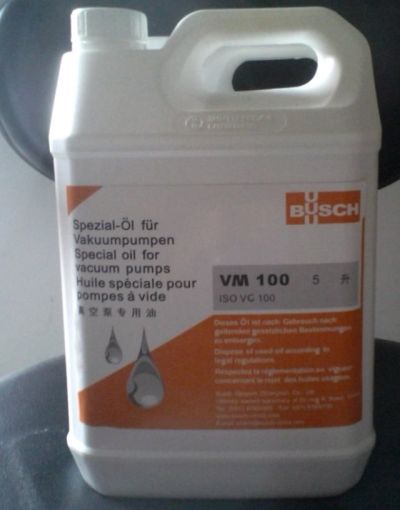 BUSCH
Spezial-Öl für
Vakuumpumpen
Special oil for
vacuum pumps
Huile spéciale pour
pompes à vide
真空泵专用油
VM 100 5 升
ISO VG 100
Dieses Öl ist nach Gebrauch nach
geltenden gesetzlichen Bestimmungen
zu entsorgen.
Dispose of used oil according to
legal regulations.
Respectez la réglementation en vigueur
concernant le rejet des huiles usagées.